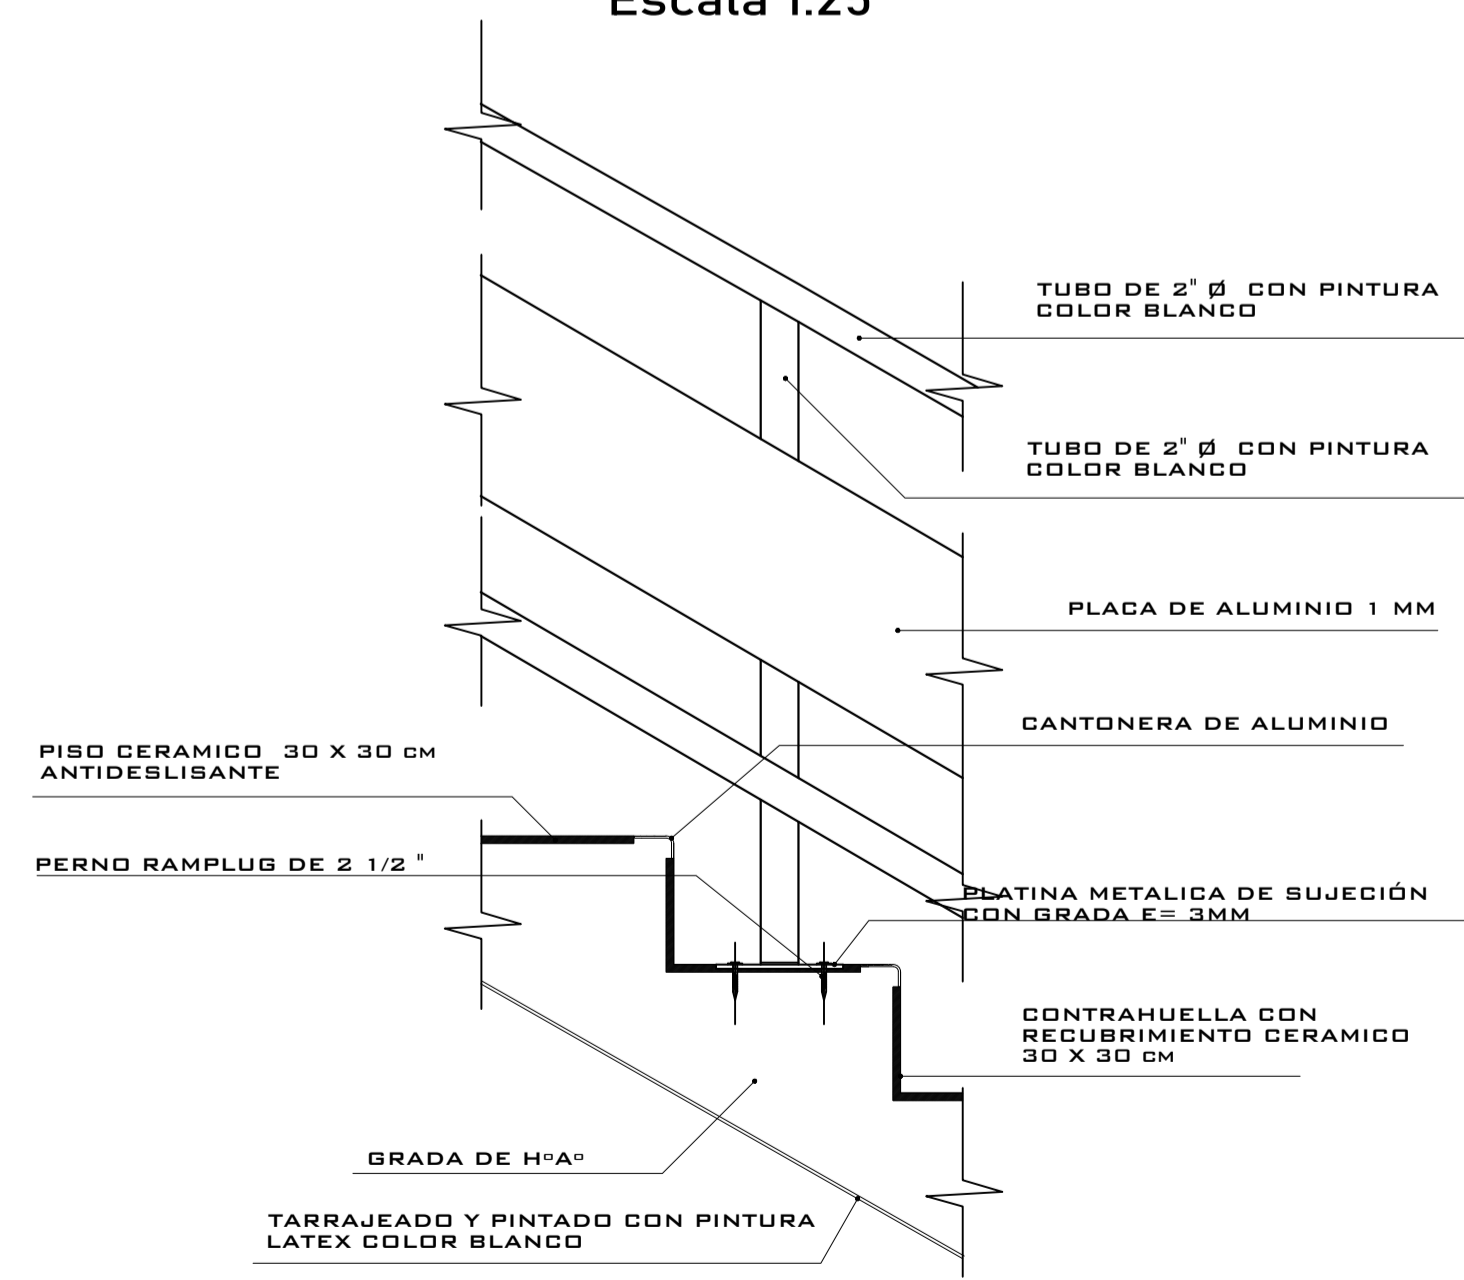 Escala 1:25
TUBO DE 2" Ø CON PINTURA
COLOR BLANCO
TUBO DE 2" Ø CON PINTURA
COLOR BLANCO
PLACA DE ALUMINIO 1 MM
CANTONERA DE ALUMINIO
PISO CERAMICO 30 X 30 CM
ANTIDESLISANTE
PERNO RAMPLUG DE 2 1/2 "
PLATINA METALICA DE SUJECIÓN
CON GRADA E= 3MM
CONTRAHUELLA CON
RECUBRIMIENTO CERAMICO
30 X 30 CM
GRADA DE HºAº
TARRAJEADO Y PINTADO CON PINTURA
LATEX COLOR BLANCO